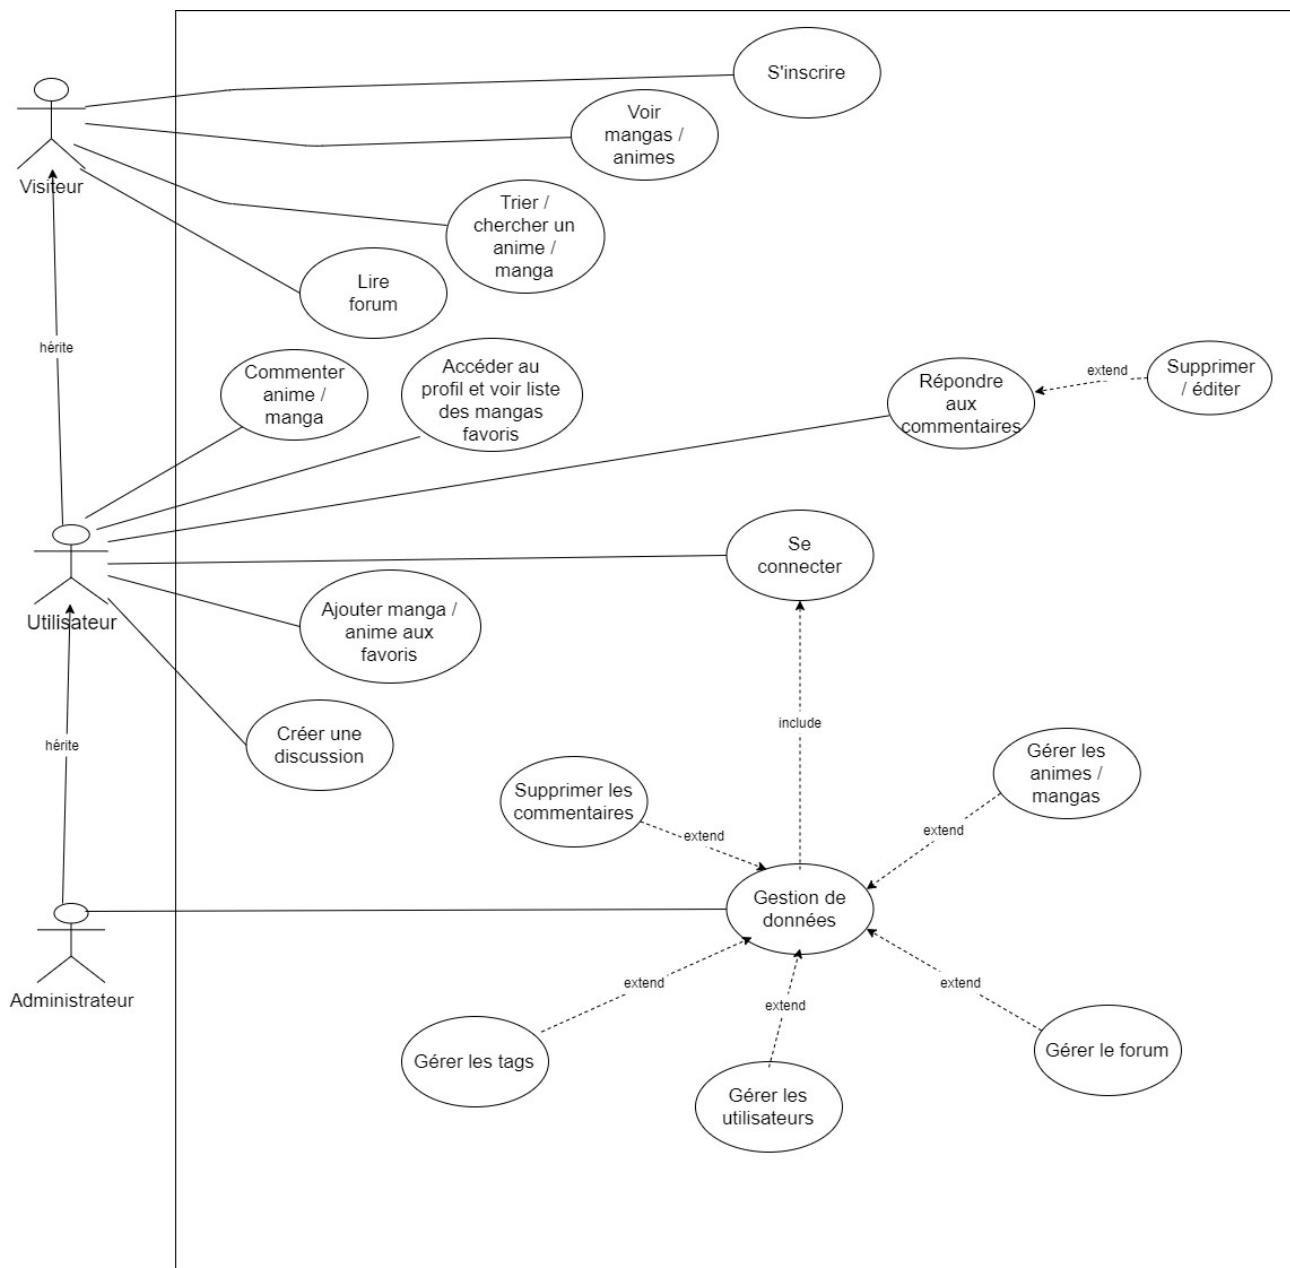 S'inscrire
Voir
mangas /
animes
Visiteur
Trier /
chercher un
anime /
manga
Lire
forum
hérite
Commenter
anime /
manga
Accéder au
profil et voir liste
des mangas
favoris
Répondre
aux
commentaires
extend
Supprimer
/ éditer
Se
connecter
Utilisateur
Ajouter manga /
anime aux
favoris
Créer une
discussion
hérite
include
Gérer les
animes /
mangas
Supprimer les
commentaires
extend
extend
Gestion de
données
Administrateur
extend
extend
extend
Gérer les tags
Gérer les
utilisateurs
Gérer le forum